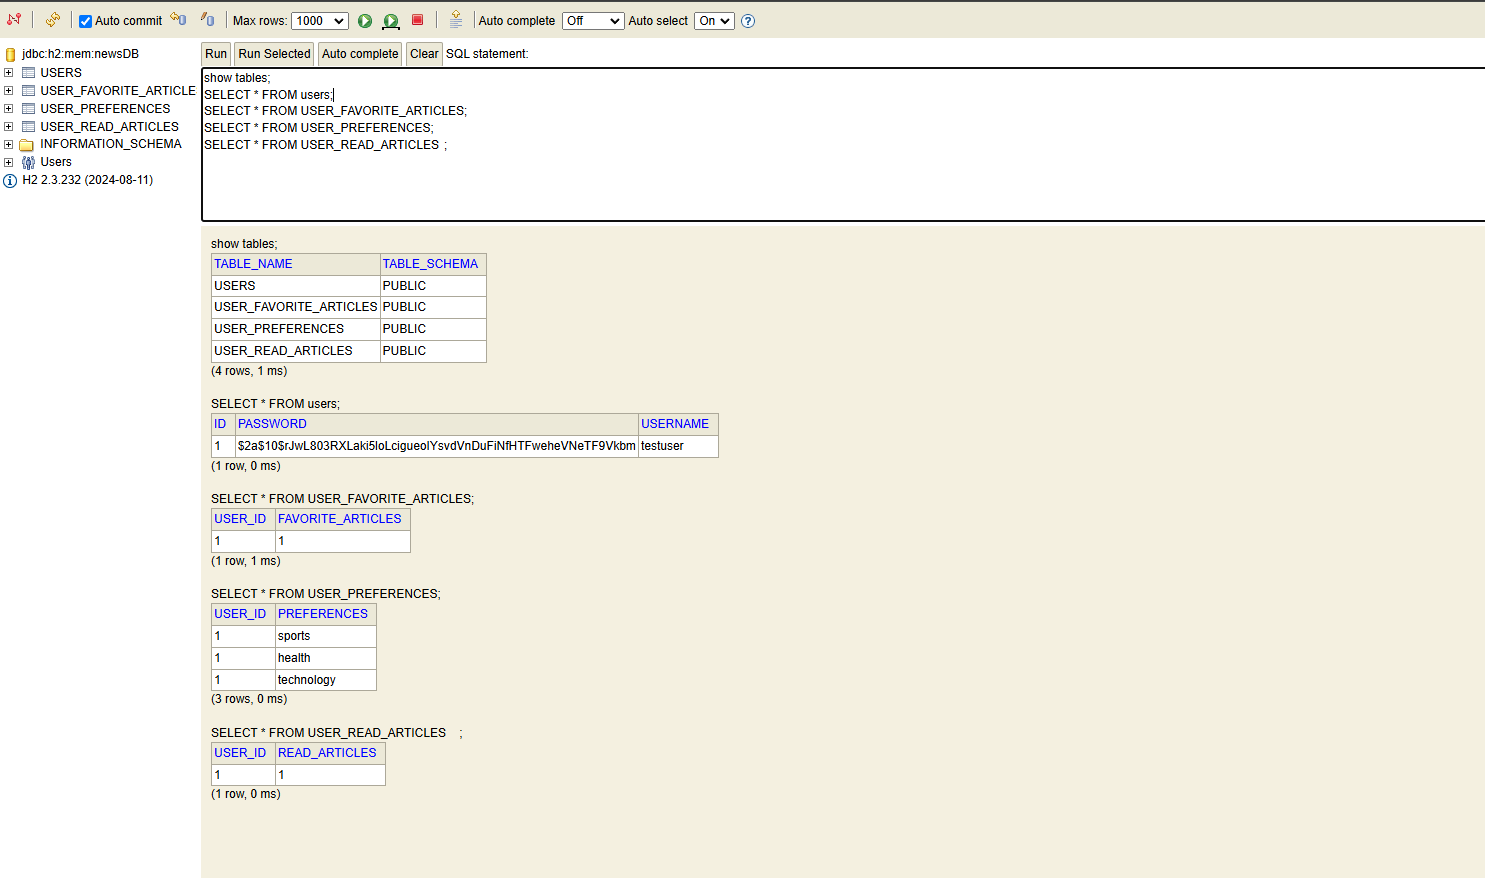 Auto commit Max rows: 1000 Auto complete Off Auto select On ?
jdbc:h2:mem:newsDB
USERS
USER_FAVORITE_ARTICLE
USER_PREFERENCES
USER_READ_ARTICLES
INFORMATION_SCHEMA
Users
H2 2.3.232 (2024-08-11)
Run Run Selected Auto complete Clear SQL statement:
show tables;
SELECT * FROM users;
SELECT * FROM USER_FAVORITE_ARTICLES;
SELECT * FROM USER_PREFERENCES;
SELECT * FROM USER_READ_ARTICLES ;
show tables;
TABLE_NAME TABLE_SCHEMA
USERS PUBLIC
USER_FAVORITE_ARTICLES PUBLIC
USER_PREFERENCES PUBLIC
USER_READ_ARTICLES PUBLIC
(4 rows, 1 ms)
SELECT * FROM users;
ID PASSWORD USERNAME
1 $2a$10$rJwL803RXLaki5loLcigueolYsvdVnDuFiNfHTFweheVNeTF9Vkbm testuser
(1 row, 0 ms)
SELECT * FROM USER_FAVORITE_ARTICLES;
USER_ID FAVORITE_ARTICLES
1 1
(1 row, 1 ms)
SELECT * FROM USER_PREFERENCES;
USER_ID PREFERENCES
1 sports
1 health
1 technology
(3 rows, 0 ms)
SELECT * FROM USER_READ_ARTICLES ;
USER_ID READ_ARTICLES
1 1
(1 row, 0 ms)